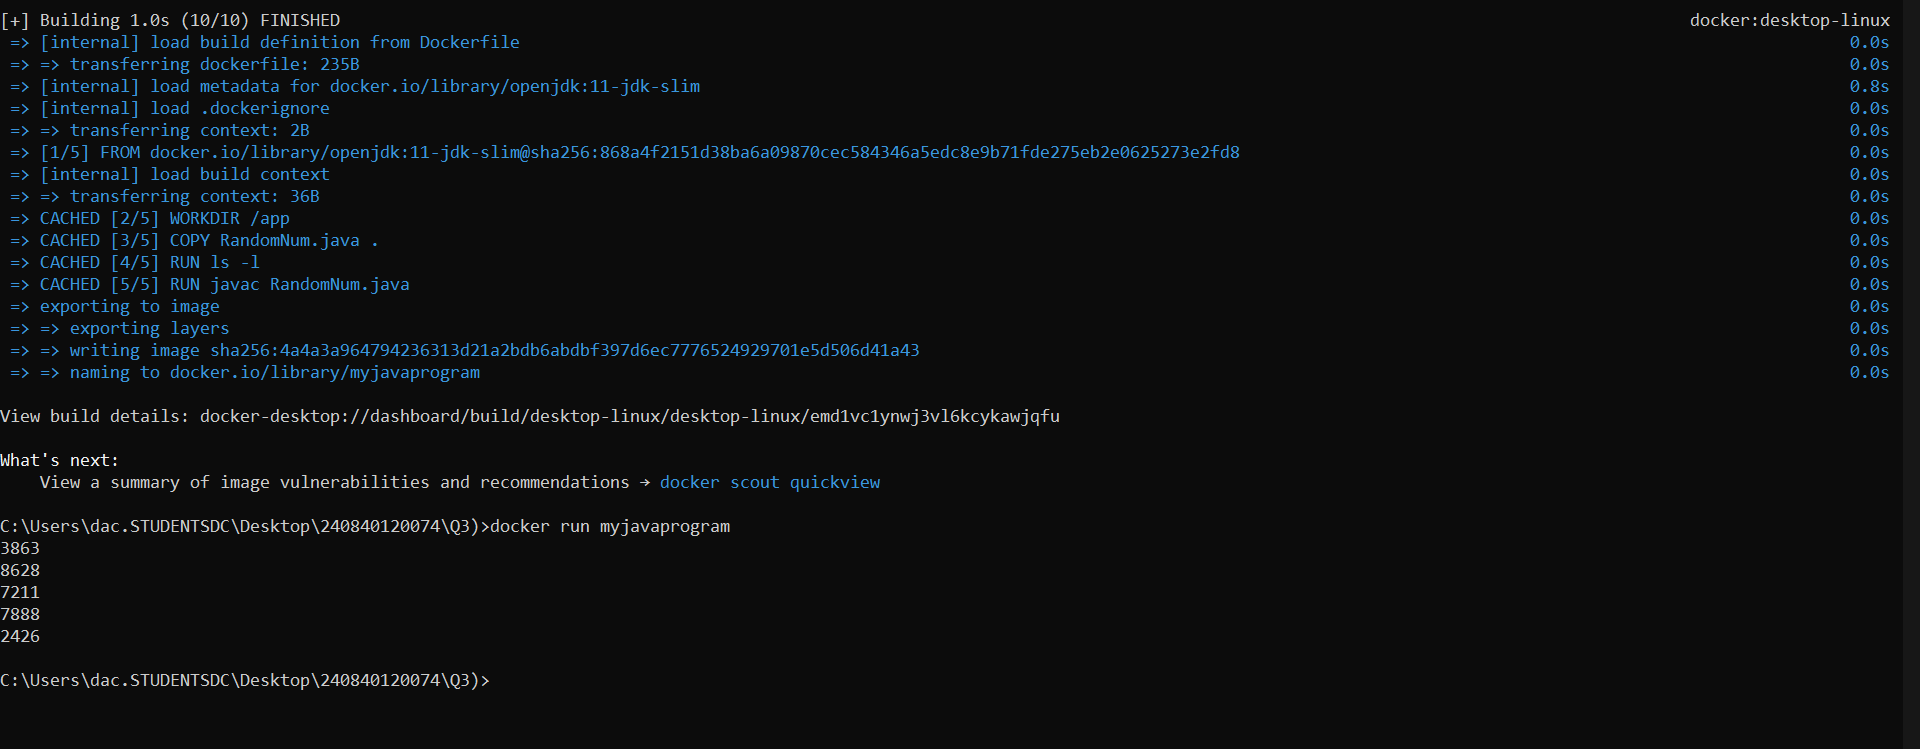 [+] Building 1.0s (10/10) FINISHED docker:desktop-linux
=> [internal] load build definition from Dockerfile 0.0s
=> => transferring dockerfile: 235B 0.0s
=> [internal] load metadata for docker.io/library/openjdk:11-jdk-slim 0.8s
=> [internal] load .dockerignore 0.0s
=> => transferring context: 2B 0.0s
=> [1/5] FROM docker.io/library/openjdk:11-jdk-slim@sha256:868a4f2151d38ba6a09870cec584346a5edc8e9b71fde275eb2e0625273e2fd8 0.0s
=> [internal] load build context 0.0s
=> => transferring context: 36B 0.0s
=> CACHED [2/5] WORKDIR /app 0.0s
=> CACHED [3/5] COPY RandomNum.java . 0.0s
=> CACHED [4/5] RUN ls -l 0.0s
=> CACHED [5/5] RUN javac RandomNum.java 0.0s
=> exporting to image 0.0s
=> => exporting layers 0.0s
=> => writing image sha256:4a4a3a964794236313d21a2bdb6abdbf397d6ec7776524929701e5d506d41a43 0.0s
=> => naming to docker.io/library/myjavaprogram 0.0s
View build details: docker-desktop://dashboard/build/desktop-linux/desktop-linux/emd1vc1ynwj3vl6kcykawjqfu
What's next:
View a summary of image vulnerabilities and recommendations → docker scout quickview
C:\Users\dac.STUDENTSDC\Desktop\240840120074\Q3)>docker run myjavaprogram
3863
8628
7211
7888
2426
C:\Users\dac.STUDENTSDC\Desktop\240840120074\Q3)>